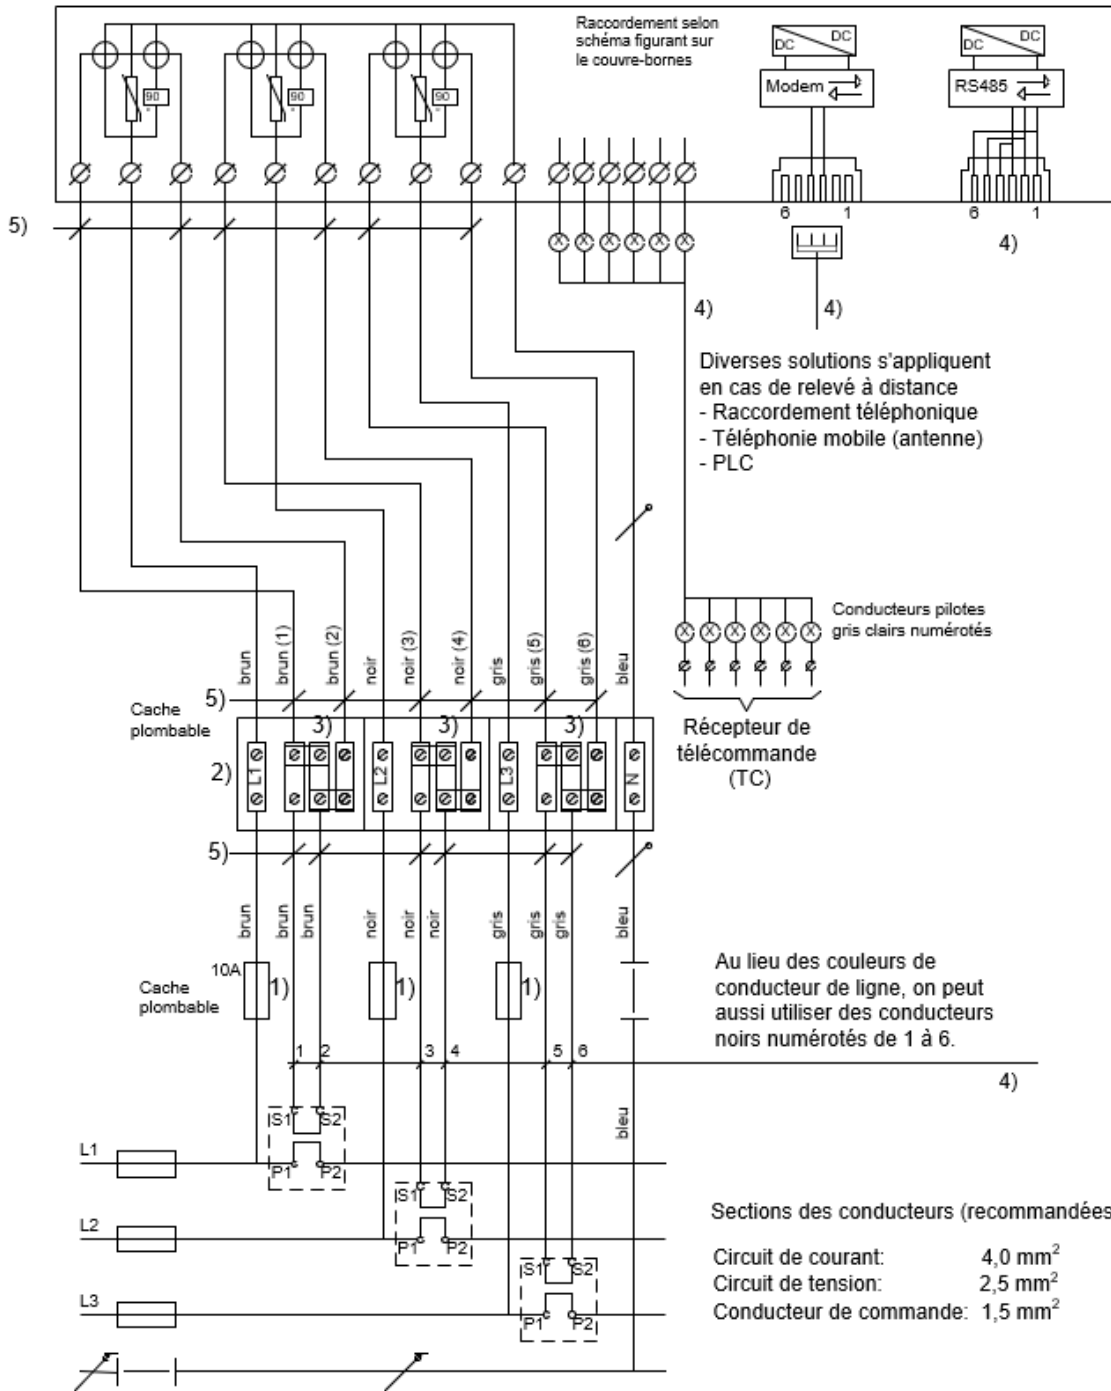 Raccordement selon
schéma figurant sur
le couvre-bornes
DC DC
DC DC
Modem
RS485
90
90
90
6 1
6 1
5)
4)
4)
4)
Diverses solutions s'appliquent
en cas de relevé à distance
- Raccordement téléphonique
- Téléphonie mobile (antenne)
- PLC
Conducteurs pilotes
gris clairs numérotés
brun
brun (1)
brun (2)
noir
noir (3)
noir (4)
gris
gris (5)
gris (6)
bleu
5)
Cache
plombable
3)
3)
3)
Récepteur de
télécommande
(TC)
2)
L1
L2
L3
N
5)
brun
brun
brun
noir
noir
noir
gris
gris
gris
bleu
10A
1)
1)
1)
Cache
plombable
Au lieu des couleurs de
conducteur de ligne, on peut
aussi utiliser des conducteurs
noirs numérotés de 1 à 6.
1 2 3 4 5 6
4)
bleu
S1 S2
L1
P1 P2
S1 S2
L2
P1 P2
S1 S2
L3
P1 P2
Sections des conducteurs (recommandées
Circuit de courant: 4,0 mm²
Circuit de tension: 2,5 mm²
Conducteur de commande: 1,5 mm²